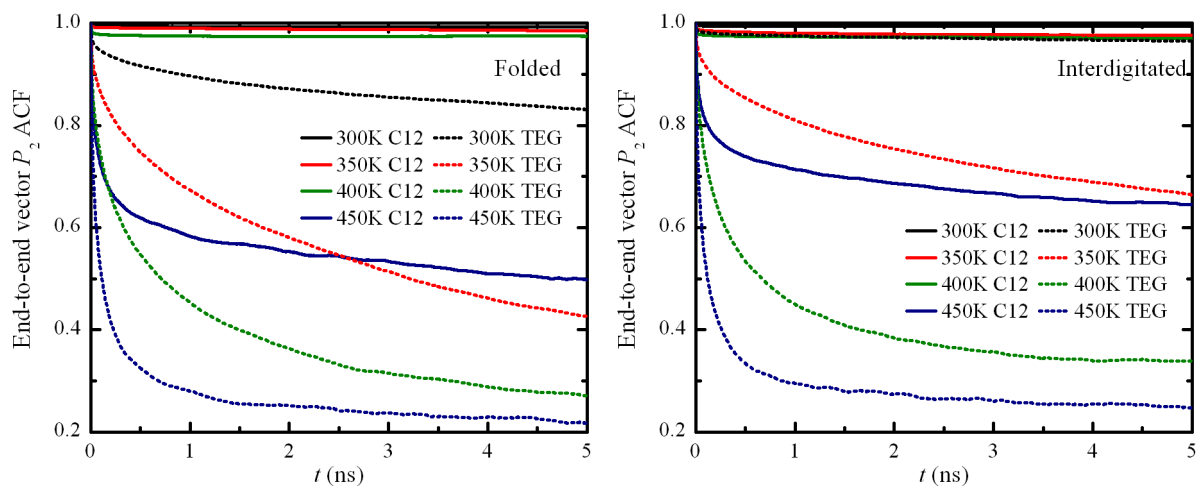 End-to-end vector P₂ ACF
1.0
0.8
0.6
0.4
0.2
Folded
300K C12 300K TEG
350K C12 350K TEG
400K C12 400K TEG
450K C12 450K TEG
0 1 2 3 4 5
t (ns)
End-to-end vector P₂ ACF
1.0
0.8
0.6
0.4
0.2
Interdigitated
300K C12 300K TEG
350K C12 350K TEG
400K C12 400K TEG
450K C12 450K TEG
0 1 2 3 4 5
t (ns)